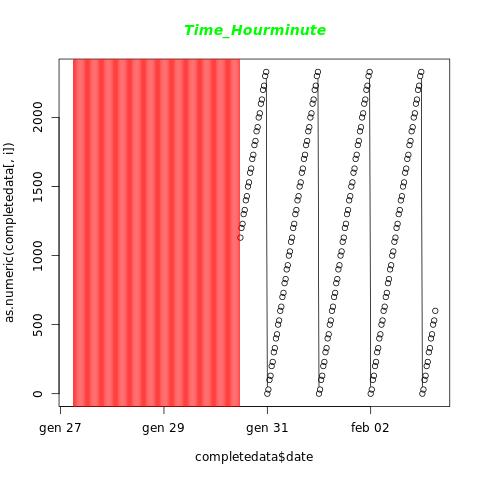 Time_Hourminute
as.numeric(completedata[, i])
2000
1500
1000
500
0
gen 27 gen 29 gen 31 feb 02
completedata$date